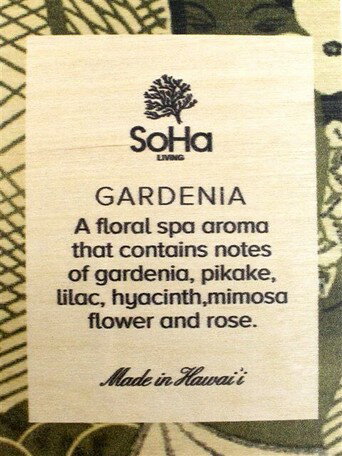 SoHa
LIVING
GARDENIA
A floral spa aroma
that contains notes
of gardenia, pikake,
lilac, hyacinth,mimosa
flower and rose.
Made in Hawai'i